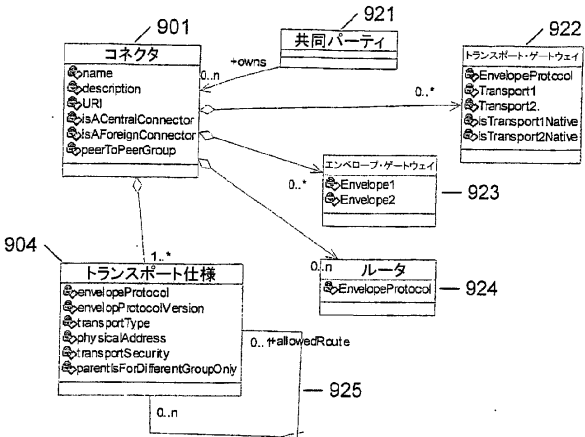 901
コネクタ
name
description
URI
isACentralConnector
isAForeignConnector
peerToPeerGroup
921
共同パーティ
+owns
0..n
922
トランスポート・ゲートウェイ
EnvelopeProtocol
Transport1
Transport2.
isTransport1Native
isTransport2Native
0..*
エンベロープ・ゲートウェイ
Envelope1
Envelope2
923
0..*
ルータ
EnvelopeProtocol
924
0..n
904
1..*
トランスポート仕様
envelopeProtocol
envelopProtocolVersion
transportType
physicalAddress
transportSecurity
parentIsForDifferentGroupOnly
+allowedRoute
925
0..n